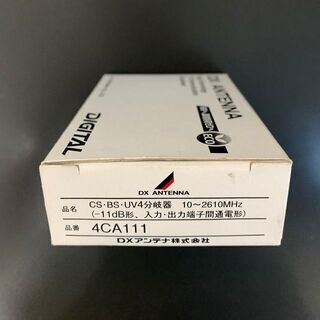 DX ANTENNA
DIGITAL
DX ANTENNA
品名 CS・BS・UV4分岐器 10~2610MHz
(-11dB形、入力・出力端子間通電形)
品番 4CA111
DXアンテナ株式会社